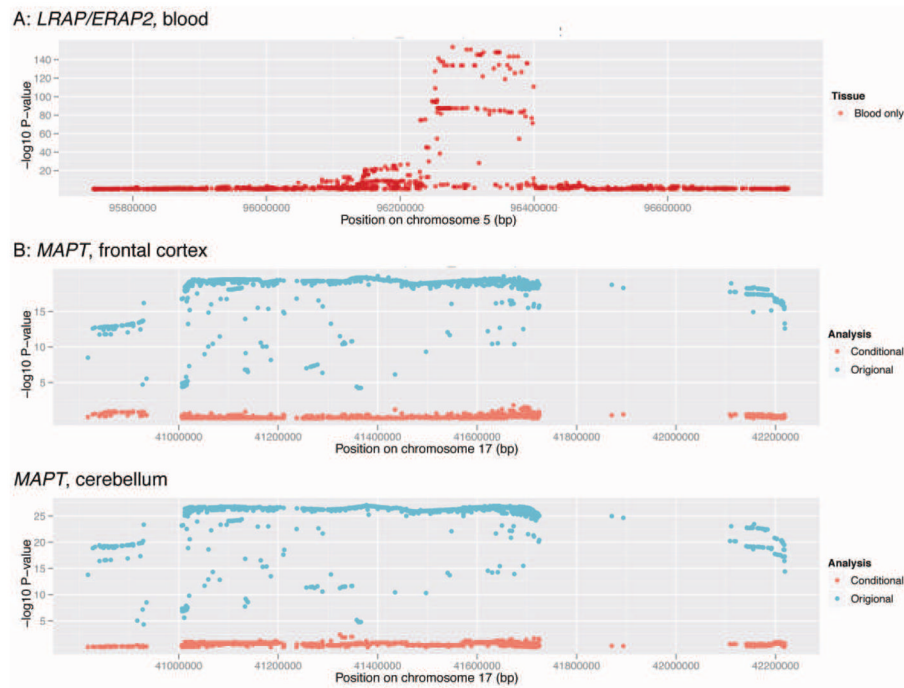 A: LRAP/ERAP2, blood
140
120
100
80
60
40
20
−log10 P-value
95800000 96000000 96200000 96400000 96600000
Position on chromosome 5 (bp)
Tissue
Blood only
B: MAPT, frontal cortex
15
10
5
−log10 P-value
41000000 41200000 41400000 41600000 41800000 42000000 42200000
Position on chromosome 17 (bp)
Analysis
Conditional
Origional
MAPT, cerebellum
25
20
15
10
5
−log10 P-value
41000000 41200000 41400000 41600000 41800000 42000000 42200000
Position on chromosome 17 (bp)
Analysis
Conditional
Origional